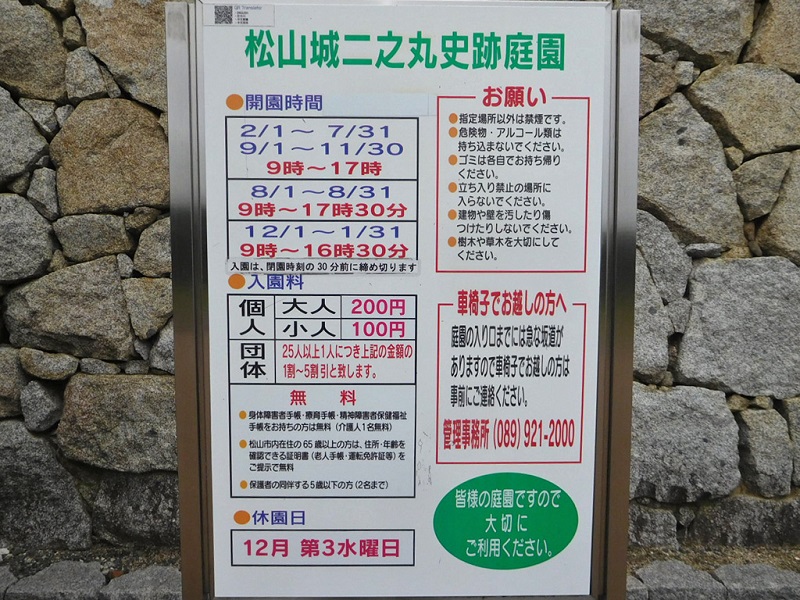 QR Translator
松山城二之丸史跡庭園
●開園時間
2/1～ 7/31
9/1～11/30
9時～17時
8/1～8/31
9時～17時30分
12/1～1/31
9時～16時30分
入園は、閉園時刻の30分前に締め切ります
●入園料
個人 大人 200円
小人 100円
団体 25人以上1人につき上記の金額の
1割～5割引と致します。
無料
●身体障害者手帳・療育手帳・精神障害者保健福祉
手帳をお持ちの方は無料（介護人1名無料）
●松山市内在住の65歳以上の方は、住所・年齢を
確認できる証明書（老人手帳・運転免許証等）を
ご提示で無料
●保護者の同伴する5歳以下の方（2名まで）
●休園日
12月 第3水曜日
お願い
●指定場所以外は禁煙です。
●危険物・アルコール類は
持ち込まないでください。
●ゴミは各自でお持ち帰り
ください。
●立ち入り禁止の場所に
入らないでください。
●建物や壁を汚したり傷
つけたりしないでください。
●樹木や草木を大切にして
ください。
車椅子でお越しの方へ
庭園の入り口までには急な坂道が
ありますので車椅子でお越しの方は
事前にご連絡ください。
管理事務所(089)921-2000
皆様の庭園ですので
大切に
ご利用ください。